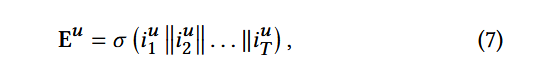 E^u = σ (i_1^u ‖i_2^u‖ … ‖i_T^u) , (7)